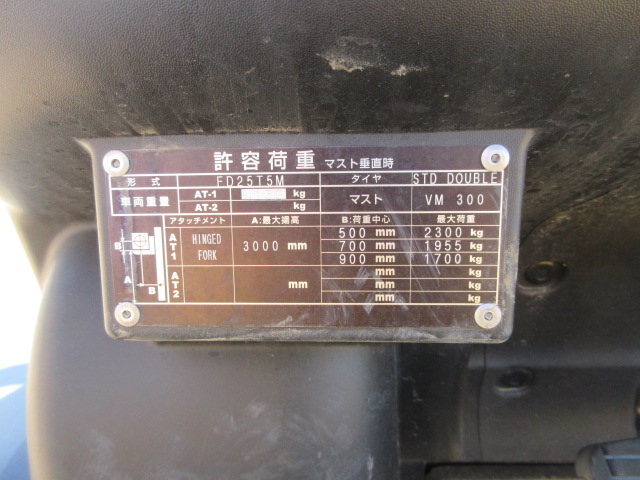 許容荷重 マスト垂直時
形式 FD25T5M タイヤ STD DOUBLE
車両重量 AT-1 kg マスト VM 300
AT-2 kg
アタッチメント A:最大揚高 B:荷重中心 最大荷重
AT1 HINGED FORK 3000 mm 500 mm 2300 kg
700 mm 1955 kg
900 mm 1700 kg
AT2 mm mm kg
mm kg
mm kg
B
A
B